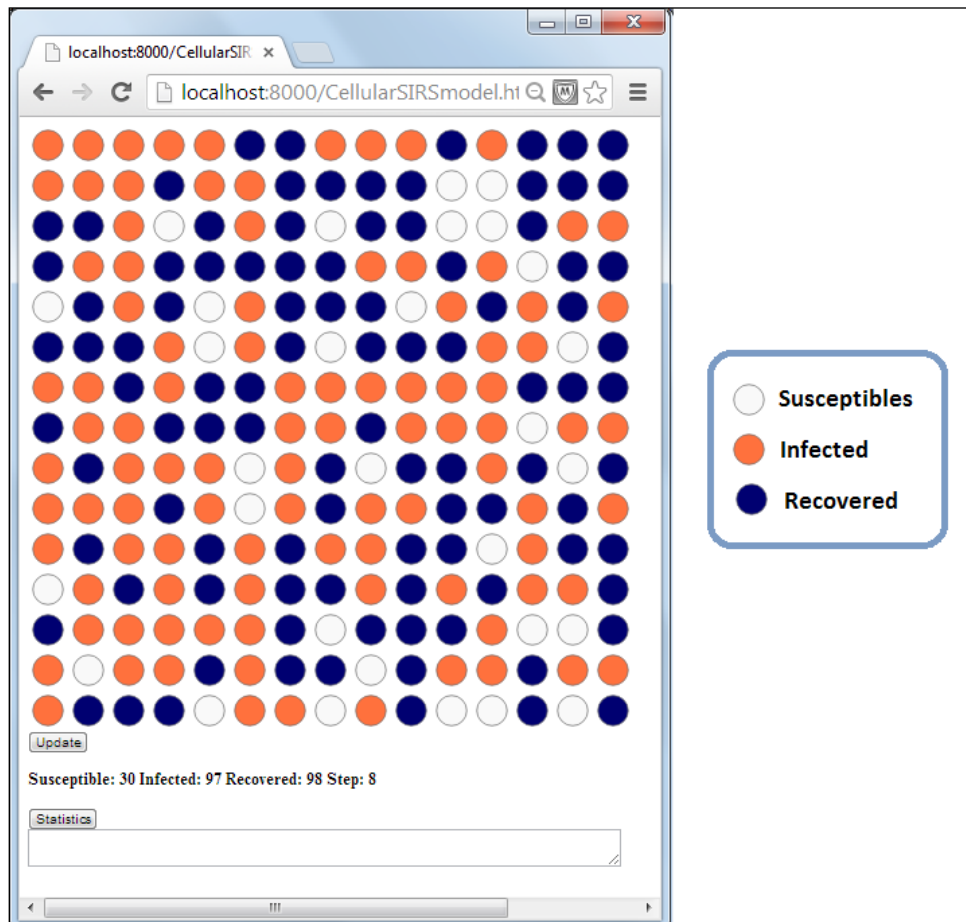 localhost:8000/CellularSIR
localhost:8000/CellularSIRSmodel.ht
Susceptibles
Infected
Recovered
Update
Susceptible: 30 Infected: 97 Recovered: 98 Step: 8
Statistics